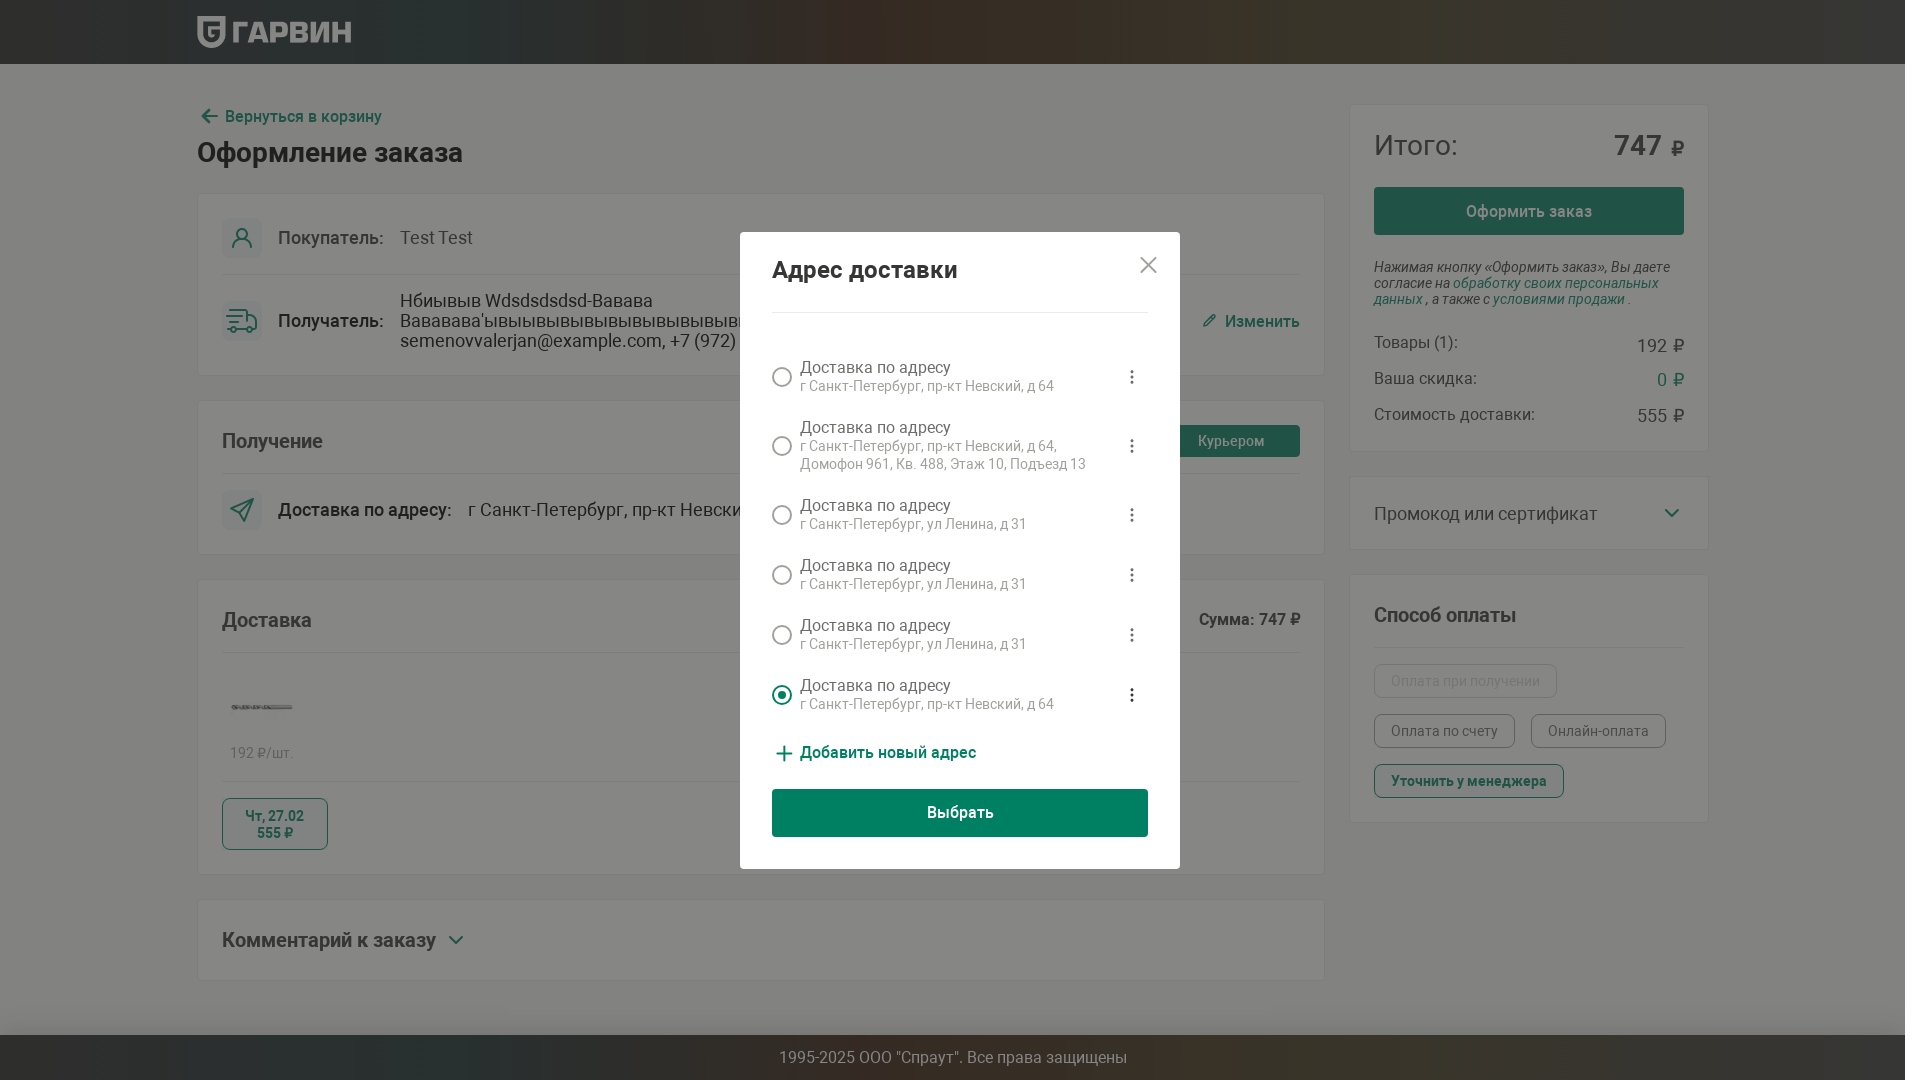 ГАРВИН
Вернуться в корзину
Оформление заказа
Покупатель: Test Test
Получатель:
Нбиывыв Wdsdsdsdsd-Вавава
Вавававa'ывыывывывывывывывывывы
semenovvalerjan@example.com, +7 (972)
Изменить
Получение
Курьером
Доставка по адресу: г Санкт-Петербург, пр-кт Невски
Доставка
Сумма: 747 ₽
192 ₽/шт.
Чт, 27.02
555 ₽
Комментарий к заказу
Адрес доставки
Доставка по адресу
г Санкт-Петербург, пр-кт Невский, д 64
Доставка по адресу
г Санкт-Петербург, пр-кт Невский, д 64,
Домофон 961, Кв. 488, Этаж 10, Подъезд 13
Доставка по адресу
г Санкт-Петербург, ул Ленина, д 31
Доставка по адресу
г Санкт-Петербург, ул Ленина, д 31
Доставка по адресу
г Санкт-Петербург, ул Ленина, д 31
Доставка по адресу
г Санкт-Петербург, пр-кт Невский, д 64
Добавить новый адрес
Выбрать
Итого: 747 ₽
Оформить заказ
Нажимая кнопку «Оформить заказ», Вы даете
согласие на обработку своих персональных
данных , а также с условиями продажи .
Товары (1): 192 ₽
Ваша скидка: 0 ₽
Стоимость доставки: 555 ₽
Промокод или сертификат
Способ оплаты
Оплата при получении
Оплата по счету
Онлайн-оплата
Уточнить у менеджера
1995-2025 ООО "Спраут". Все права защищены